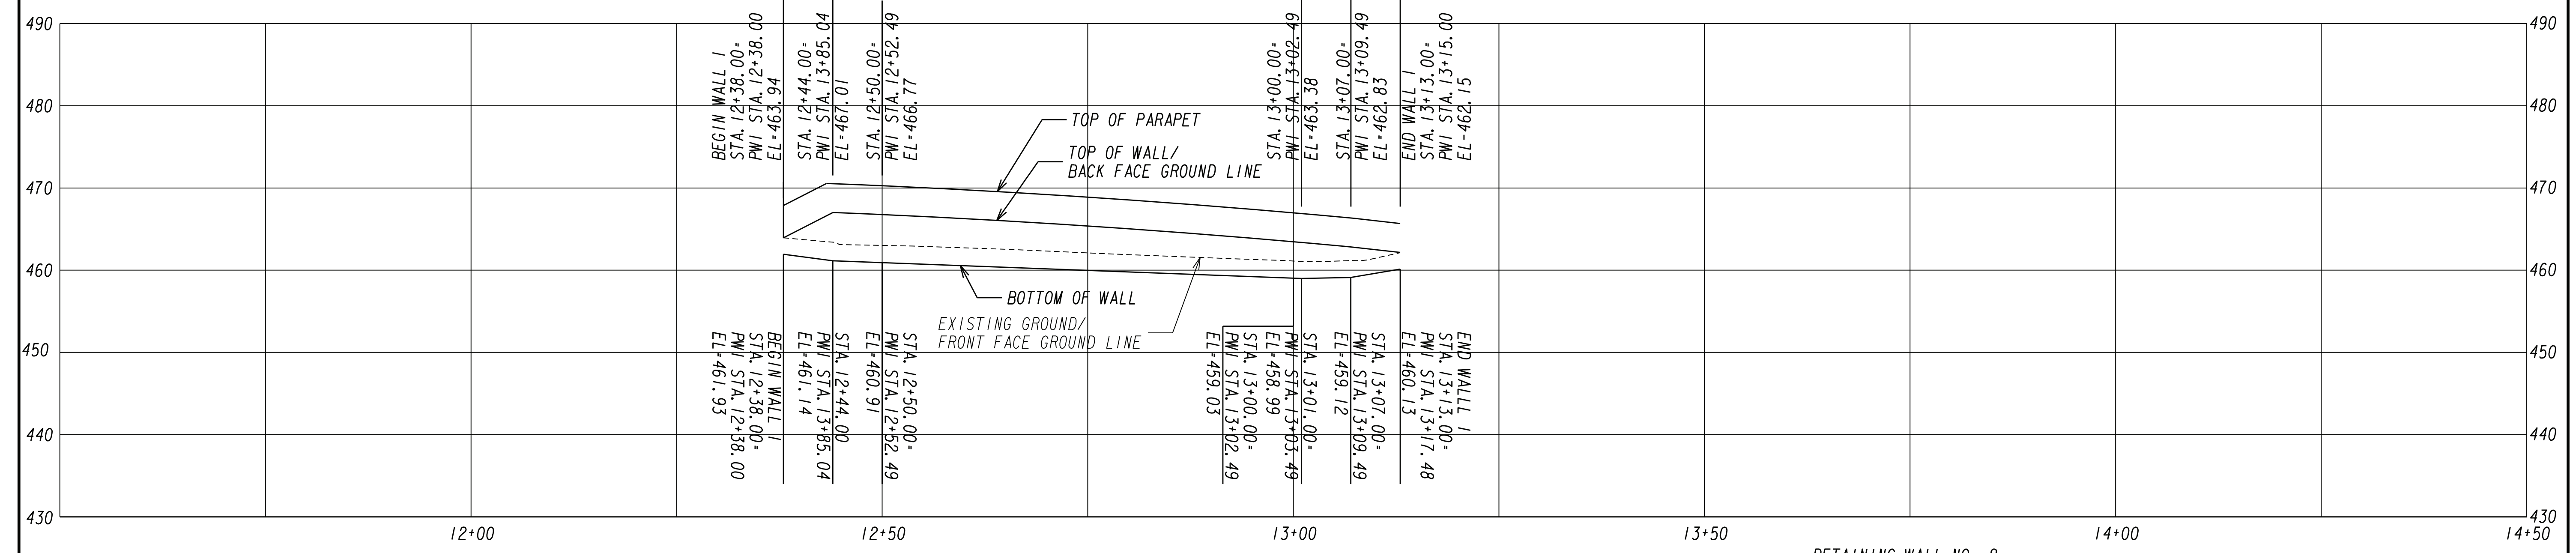 490
480
470
460
450
440
430
BEGIN WALL 1
STA. 12+38.00=
PWI STA. 12+38.00
EL=463.94
STA. 12+44.00=
PWI STA. 13+85.04
EL=467.01
STA. 12+50.00=
PWI STA. 12+52.49
EL=466.77
STA. 13+00.00=
PWI STA. 13+02.49
EL=463.38
STA. 13+07.00=
PWI STA. 13+09.49
EL=462.83
END WALL 1
STA. 13+13.00=
PWI STA. 13+15.00
EL-462.15
TOP OF PARAPET
TOP OF WALL/
BACK FACE GROUND LINE
BOTTOM OF WALL
EXISTING GROUND/
FRONT FACE GROUND LINE
BEGIN WALL 1
STA. 12+38.00=
PWI STA. 12+38.00
EL=461.93
STA. 12+44.00
PWI STA. 13+85.04
EL=461.14
STA. 12+50.00=
PWI STA. 12+52.49
EL=460.91
STA. 13+00.00=
PWI STA. 13+02.49
EL=459.03
STA. 13+01.00=
PWI STA. 13+03.49
EL=458.99
STA. 13+07.00=
PWI STA. 13+09.49
EL=459.12
END WALLL 1
STA. 13+13.00=
PWI STA. 13+17.48
EL=460.13
490
480
470
460
450
440
430
12+00
12+50
13+00
13+50
14+00
14+50
RETAINING WALL NO.